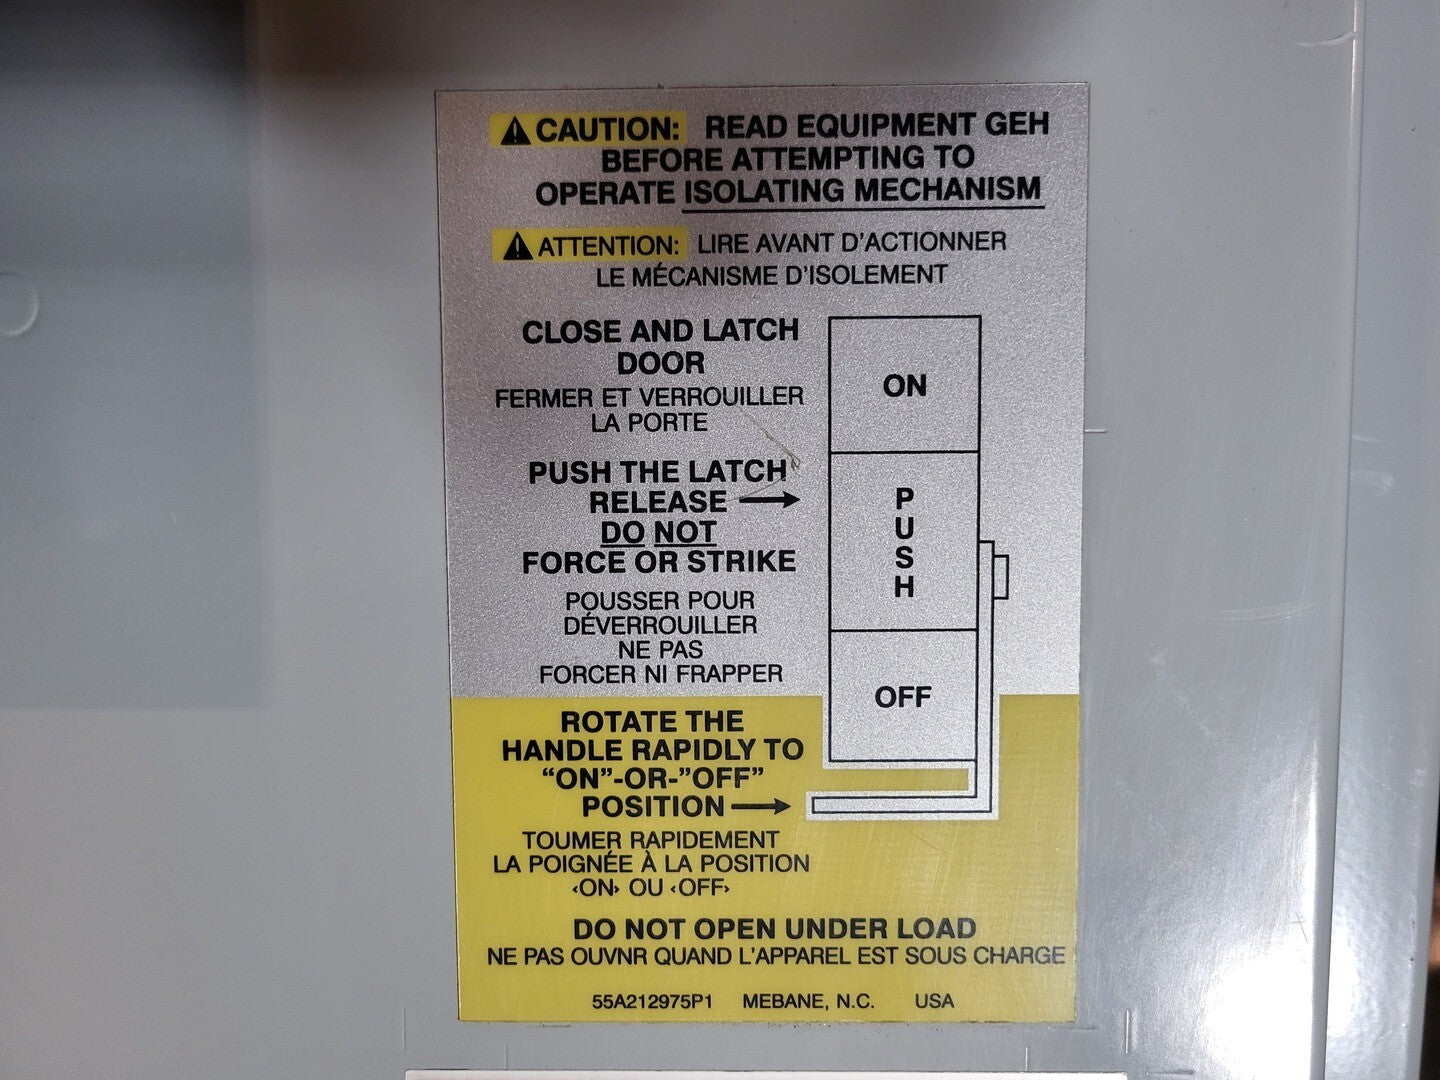 ⚠ CAUTION: READ EQUIPMENT GEH
BEFORE ATTEMPTING TO
OPERATE ISOLATING MECHANISM
⚠ ATTENTION: LIRE AVANT D'ACTIONNER
LE MÉCANISME D'ISOLEMENT
CLOSE AND LATCH
DOOR
FERMER ET VERROUILLER
LA PORTE
PUSH THE LATCH
RELEASE
DO NOT
FORCE OR STRIKE
POUSSER POUR
DÉVERROUILLER
NE PAS
FORCER NI FRAPPER
ON
P
U
S
H
OFF
ROTATE THE
HANDLE RAPIDLY TO
"ON"-OR-"OFF"
POSITION
TOUMER RAPIDEMENT
LA POIGNÉE À LA POSITION
‹ON› OU ‹OFF›
DO NOT OPEN UNDER LOAD
NE PAS OUVNR QUAND L'APPAREL EST SOUS CHARGE
55A212975P1 MEBANE, N.C. USA